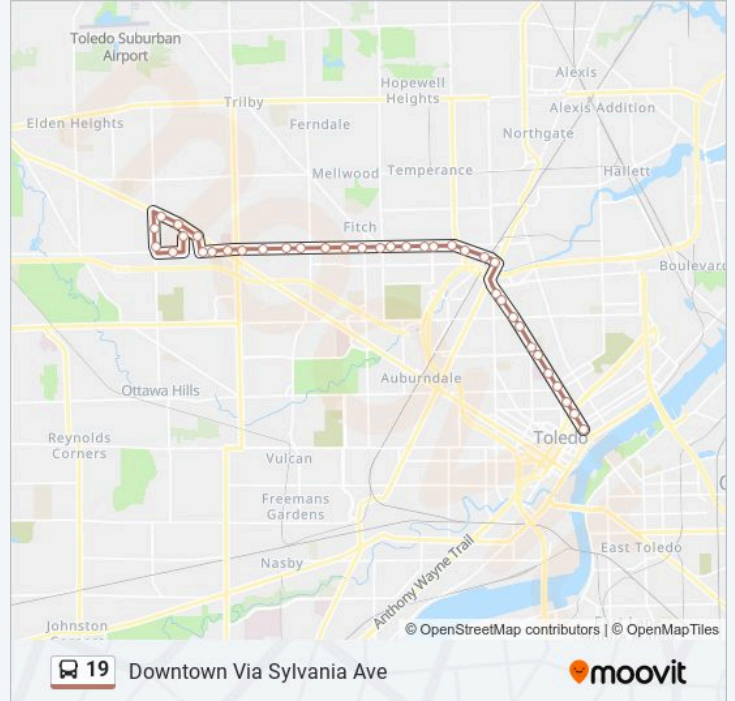 Toledo Suburban
Airport
Alexis
Hopewell
Heights
Trilby
Alexis Addition
Elden Heights
Ferndale
Northgate
Mellwood
Temperance
Hallett
Fitch
Boulevard
Auburndale
Ottawa Hills
Toledo
Reynolds
Corners
Vulcan
Freemans
Gardens
East Toledo
Nasby
Anthony Wayne Trail
Johnston
© OpenStreetMap contributors | © OpenMapTiles
19 Downtown Via Sylvania Ave
moovit